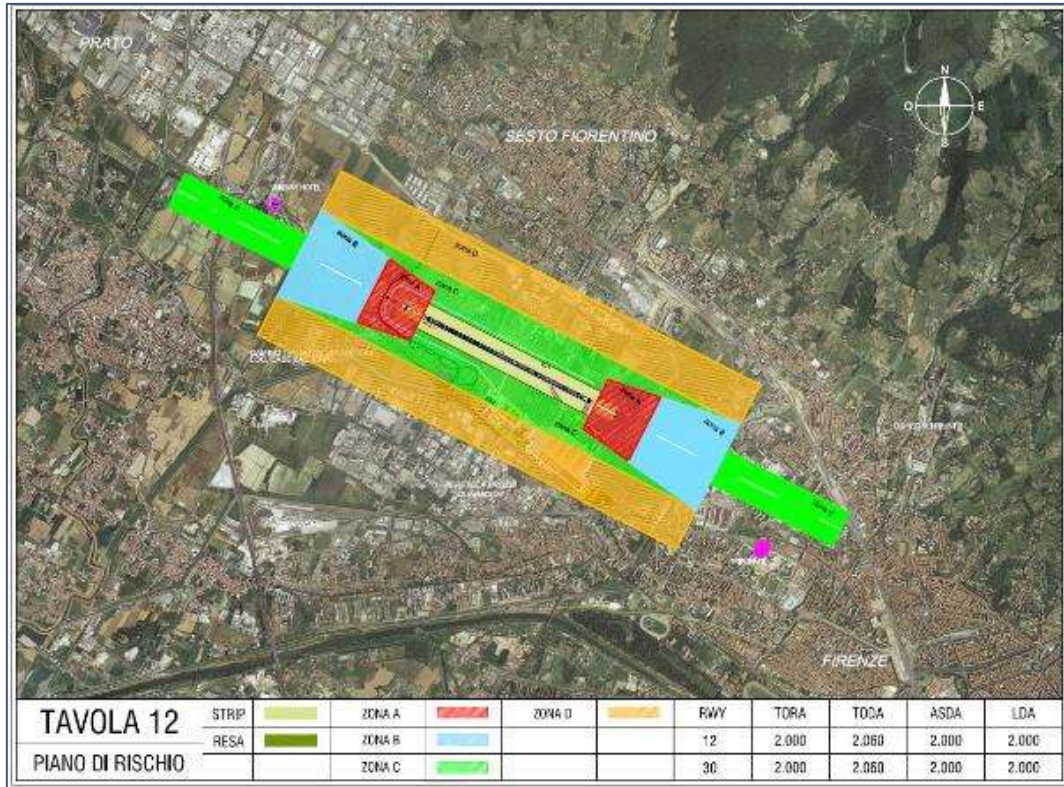 PRATO
N
O E
S
SESTO FIORENTINO
ZONA C
ZONA B
ZONA D
ZONA A
ZONA C
ZONA A
ZONA C
ZONA B
ZONA C
FIRENZE
TAVOLA 12
PIANO DI RISCHIO
STRIP ZONA A ZONA D RWY TORA TODA ASDA LDA
RESA ZONA B 12 2.000 2.060 2.000 2.000
ZONA C 30 2.000 2.060 2.000 2.000